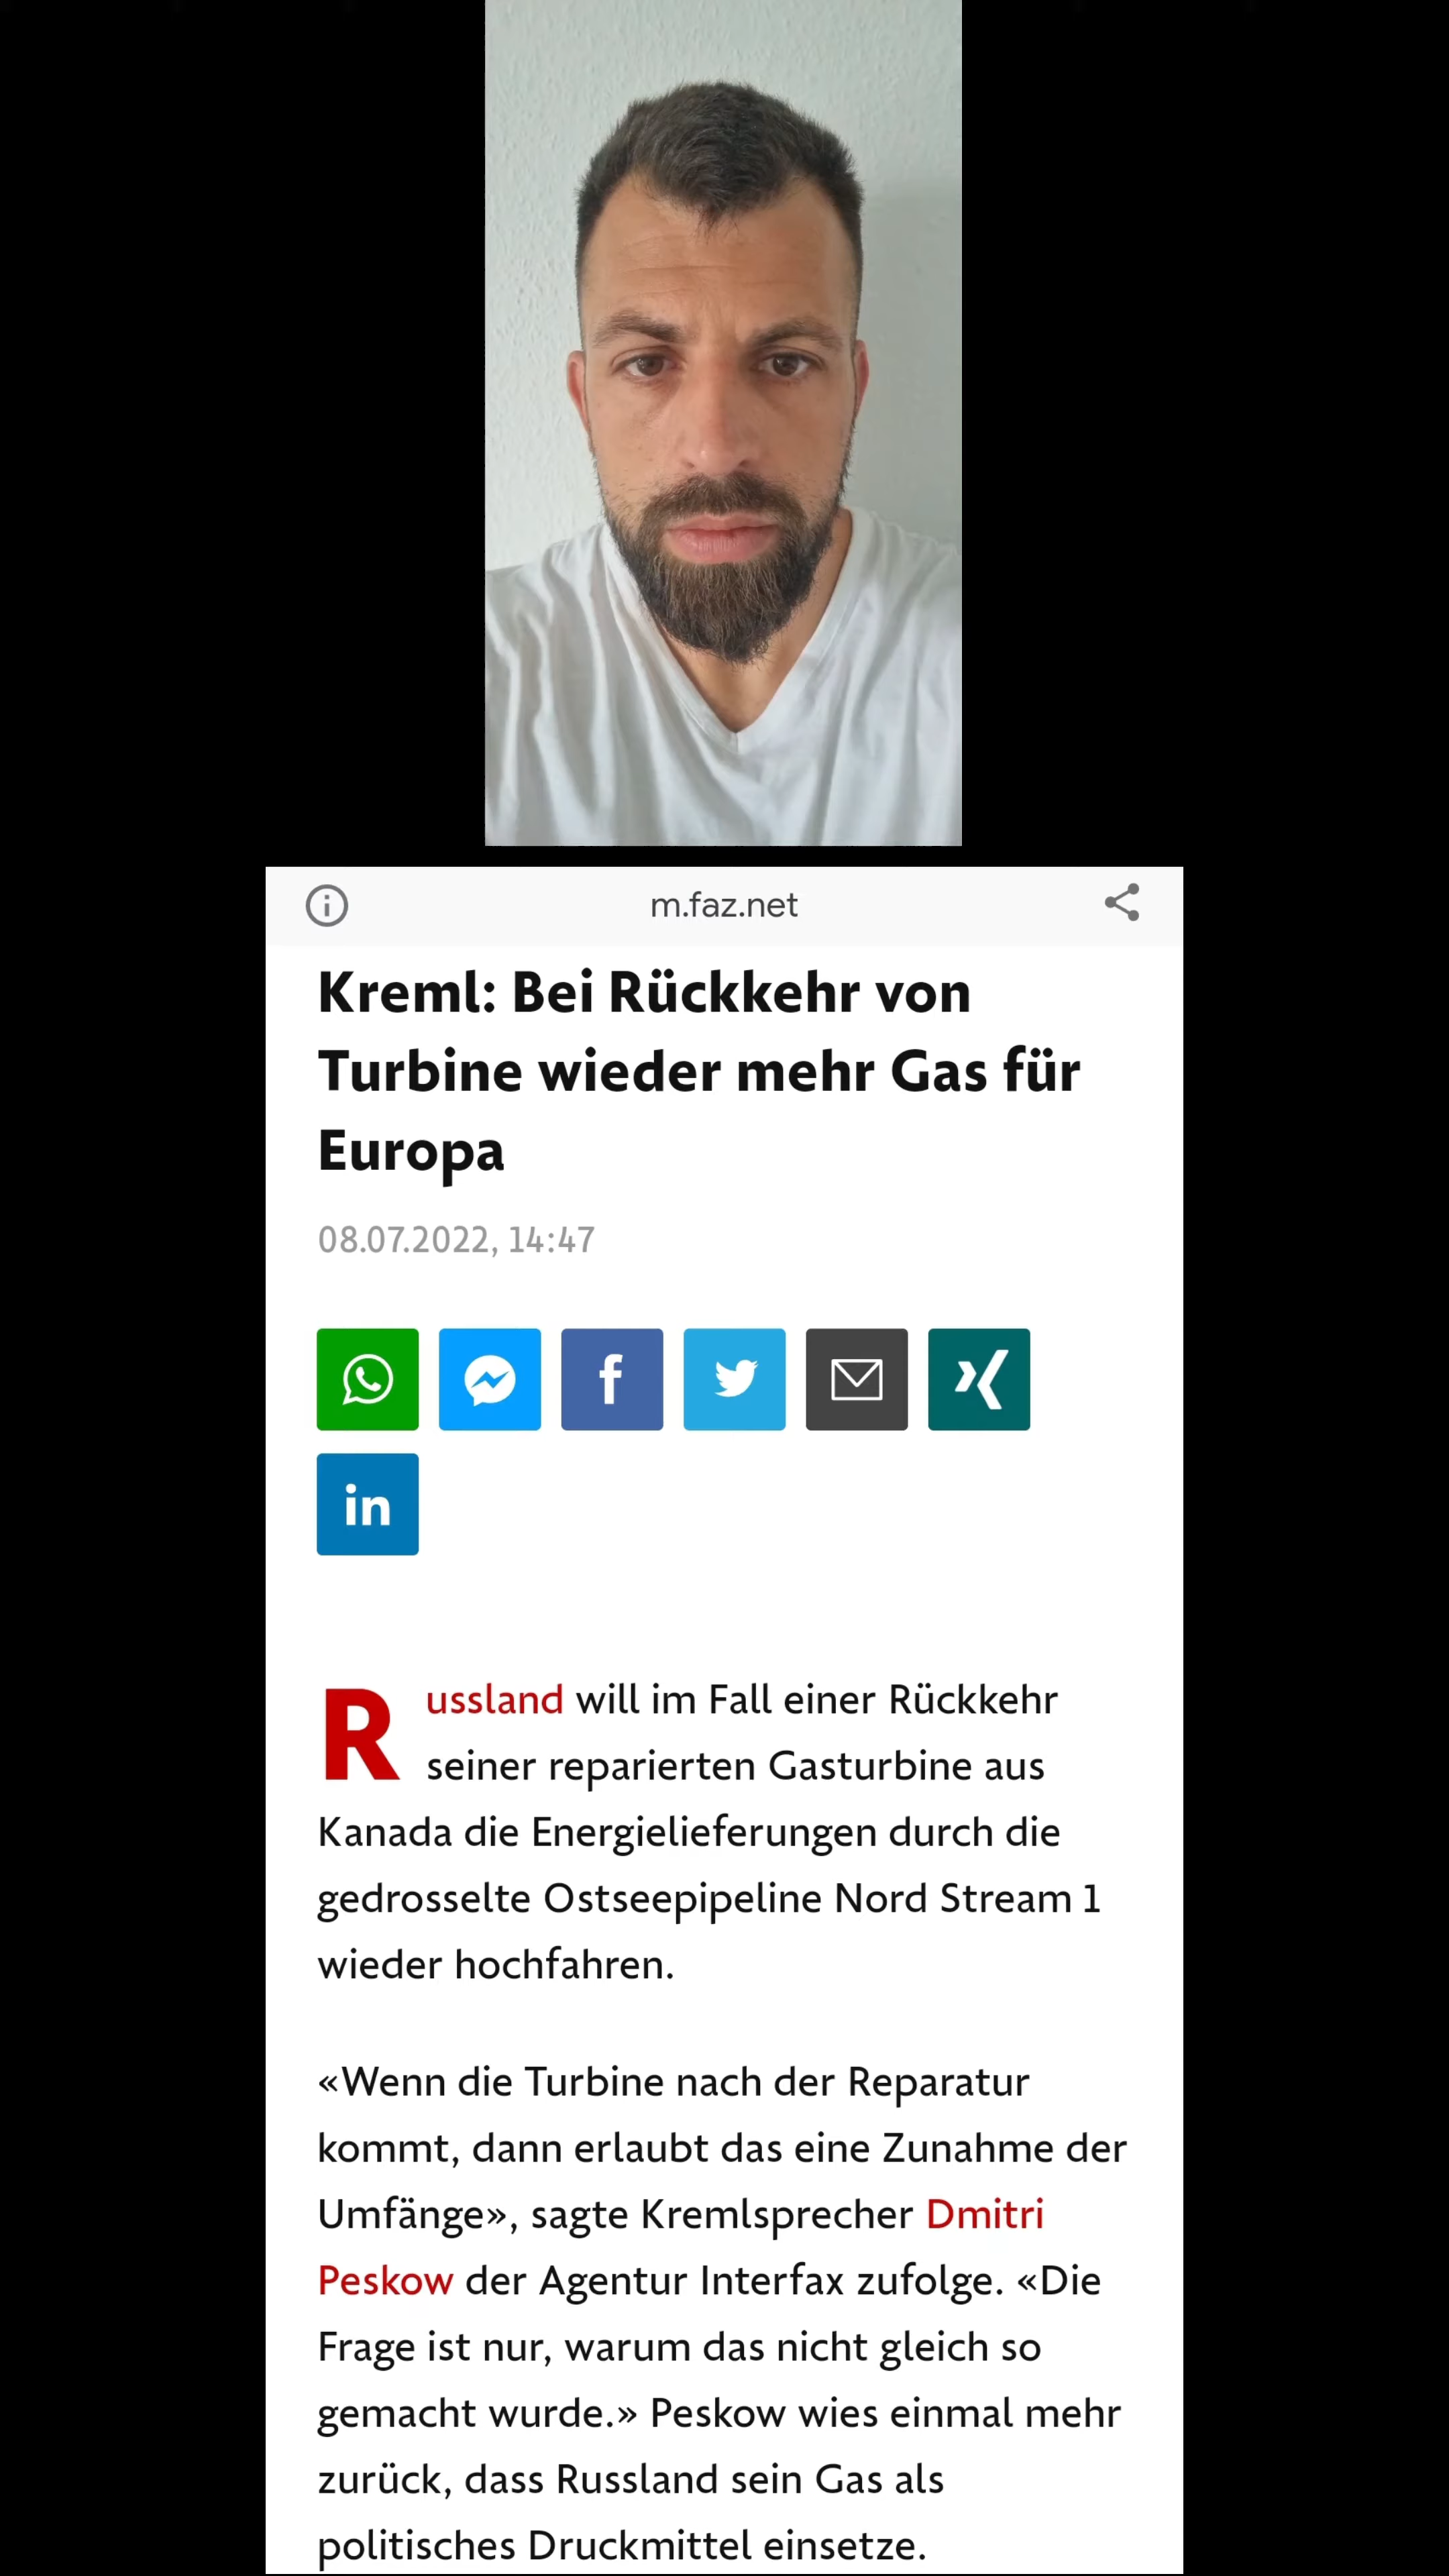 m.faz.net
Kreml: Bei Rückkehr von
Turbine wieder mehr Gas für
Europa
08.07.2022, 14:47
in
Russland will im Fall einer Rückkehr
seiner reparierten Gasturbine aus
Kanada die Energielieferungen durch die
gedrosselte Ostseepipeline Nord Stream 1
wieder hochfahren.
«Wenn die Turbine nach der Reparatur
kommt, dann erlaubt das eine Zunahme der
Umfänge», sagte Kremlsprecher Dmitri
Peskow der Agentur Interfax zufolge. «Die
Frage ist nur, warum das nicht gleich so
gemacht wurde.» Peskow wies einmal mehr
zurück, dass Russland sein Gas als
politisches Druckmittel einsetze.